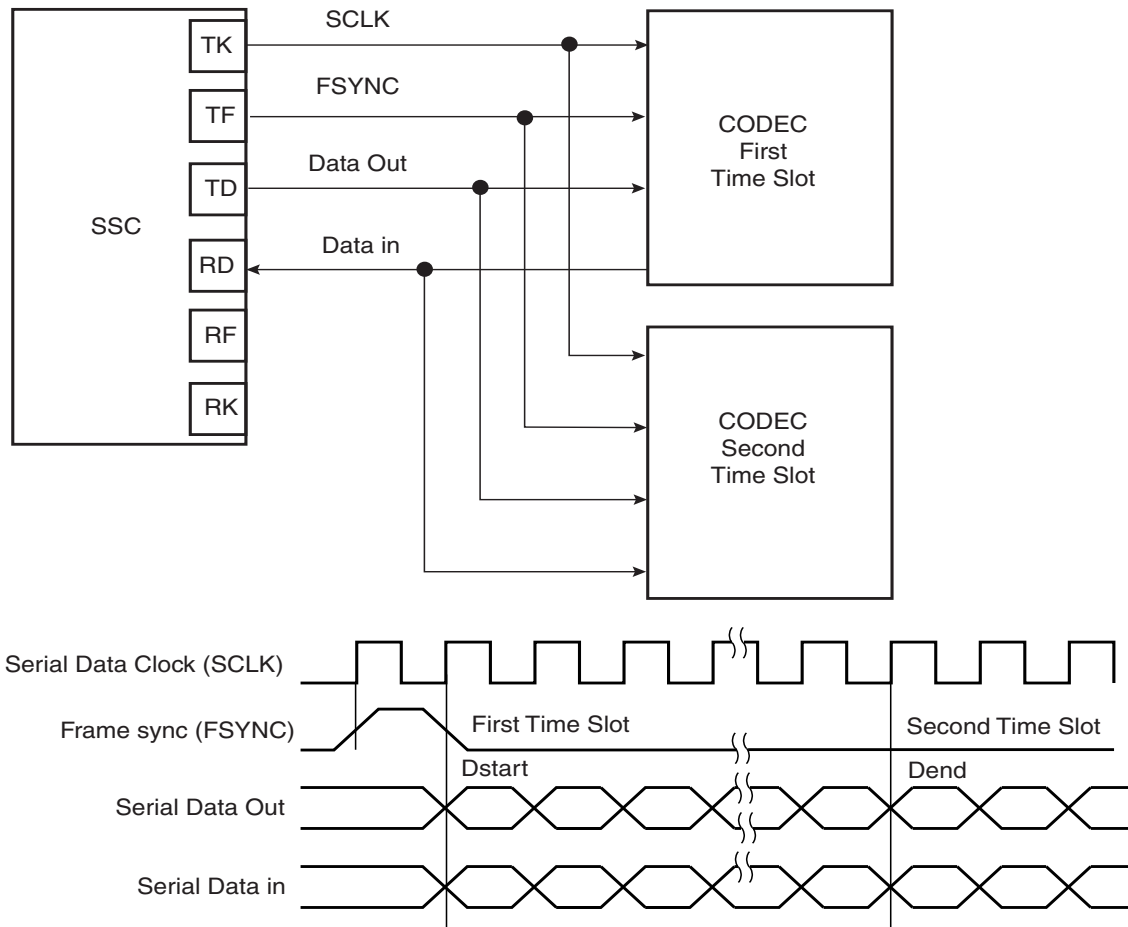 SSC
TK
TF
TD
RD
RF
RK
SCLK
FSYNC
Data Out
Data in
CODEC
First
Time Slot
CODEC
Second
Time Slot
Serial Data Clock (SCLK)
Frame sync (FSYNC)
First Time Slot
Second Time Slot
Dstart
Dend
Serial Data Out
Serial Data in